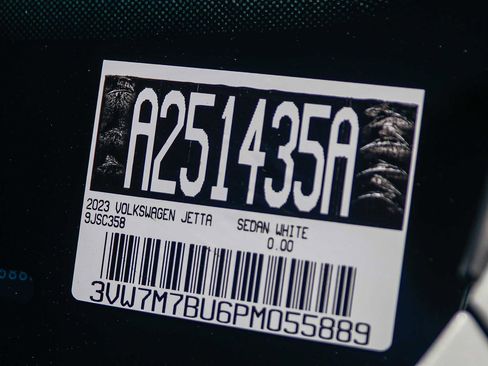 A251435A
2023 VOLKSWAGEN JETTA SEDAN WHITE
9JSC358 0.00
3VW7M7BU6PM055889